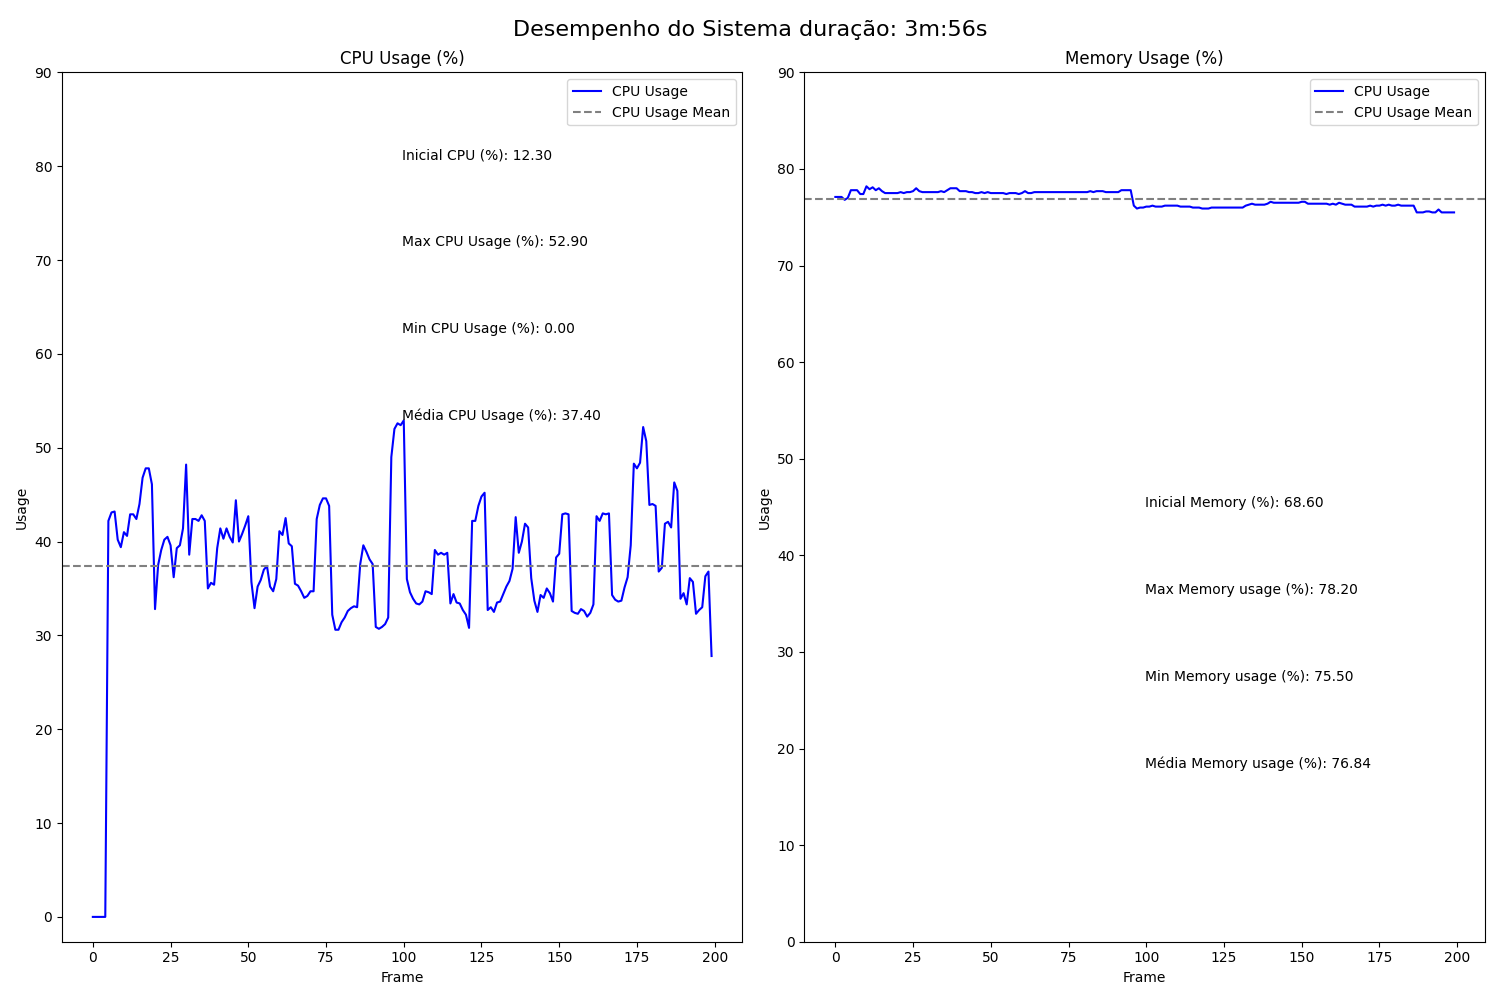 Desempenho do Sistema duração: 3m:56s
CPU Usage (%)
90
80
70
60
50
40
30
20
10
0
Usage
CPU Usage
CPU Usage Mean
Inicial CPU (%): 12.30
Max CPU Usage (%): 52.90
Min CPU Usage (%): 0.00
Média CPU Usage (%): 37.40
0 25 50 75 100 125 150 175 200
Frame
Memory Usage (%)
90
80
70
60
50
40
30
20
10
0
Usage
CPU Usage
CPU Usage Mean
Inicial Memory (%): 68.60
Max Memory usage (%): 78.20
Min Memory usage (%): 75.50
Média Memory usage (%): 76.84
0 25 50 75 100 125 150 175 200
Frame